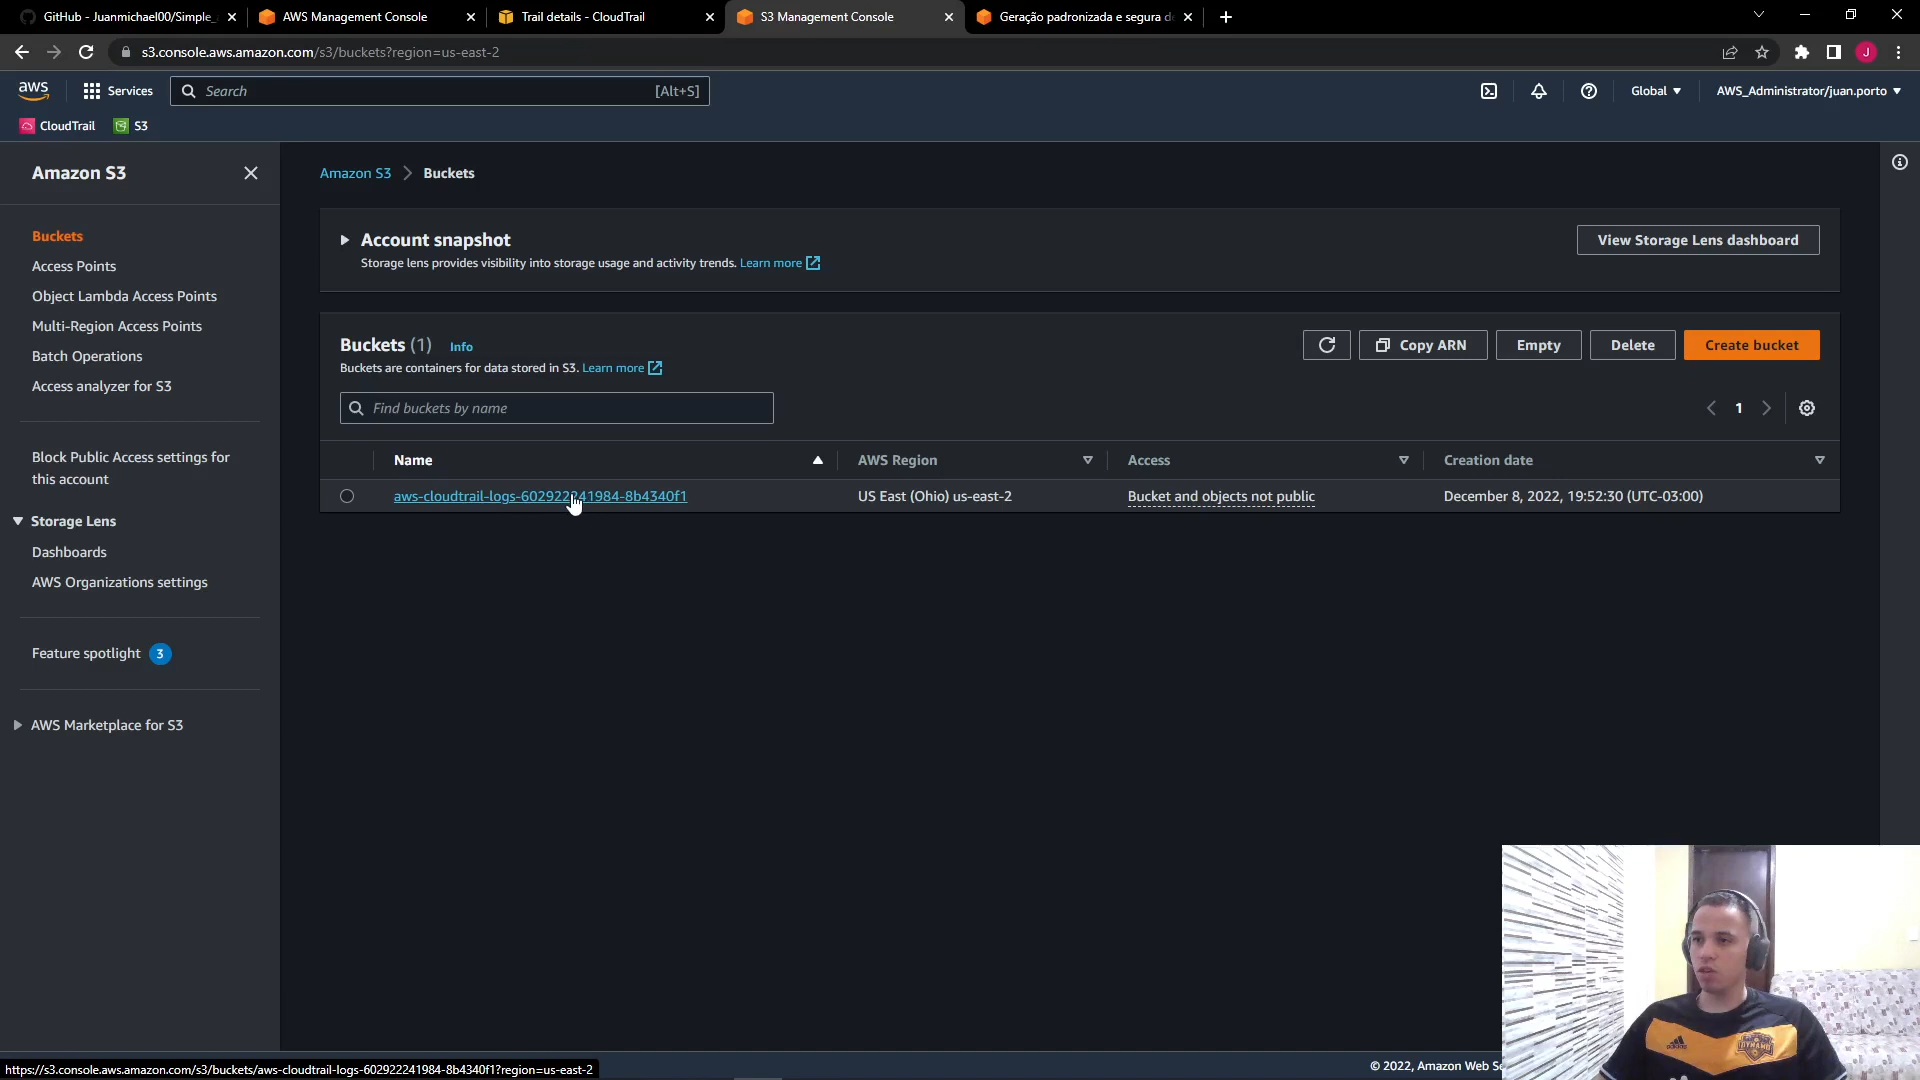 GitHub - Juanmichael00/Simple_
AWS Management Console
Trail details - CloudTrail
S3 Management Console
Geração padronizada e segura d
s3.console.aws.amazon.com/s3/buckets?region=us-east-2
J
aws
Services
Search
[Alt+S]
Global
AWS_Administrator/juan.porto
CloudTrail
S3
Amazon S3
Buckets
Access Points
Object Lambda Access Points
Multi-Region Access Points
Batch Operations
Access analyzer for S3
Block Public Access settings for
this account
Storage Lens
Dashboards
AWS Organizations settings
Feature spotlight 3
AWS Marketplace for S3
Amazon S3 > Buckets
Account snapshot
Storage lens provides visibility into storage usage and activity trends. Learn more
View Storage Lens dashboard
Buckets (1) Info
Buckets are containers for data stored in S3. Learn more
Copy ARN
Empty
Delete
Create bucket
Find buckets by name
1
Name
AWS Region
Access
Creation date
aws-cloudtrail-logs-602922241984-8b4340f1
US East (Ohio) us-east-2
Bucket and objects not public
December 8, 2022, 19:52:30 (UTC-03:00)
adidas
DYNAMO
https://s3.console.aws.amazon.com/s3/buckets/aws-cloudtrail-logs-602922241984-8b4340f1?region=us-east-2
© 2022, Amazon Web Se